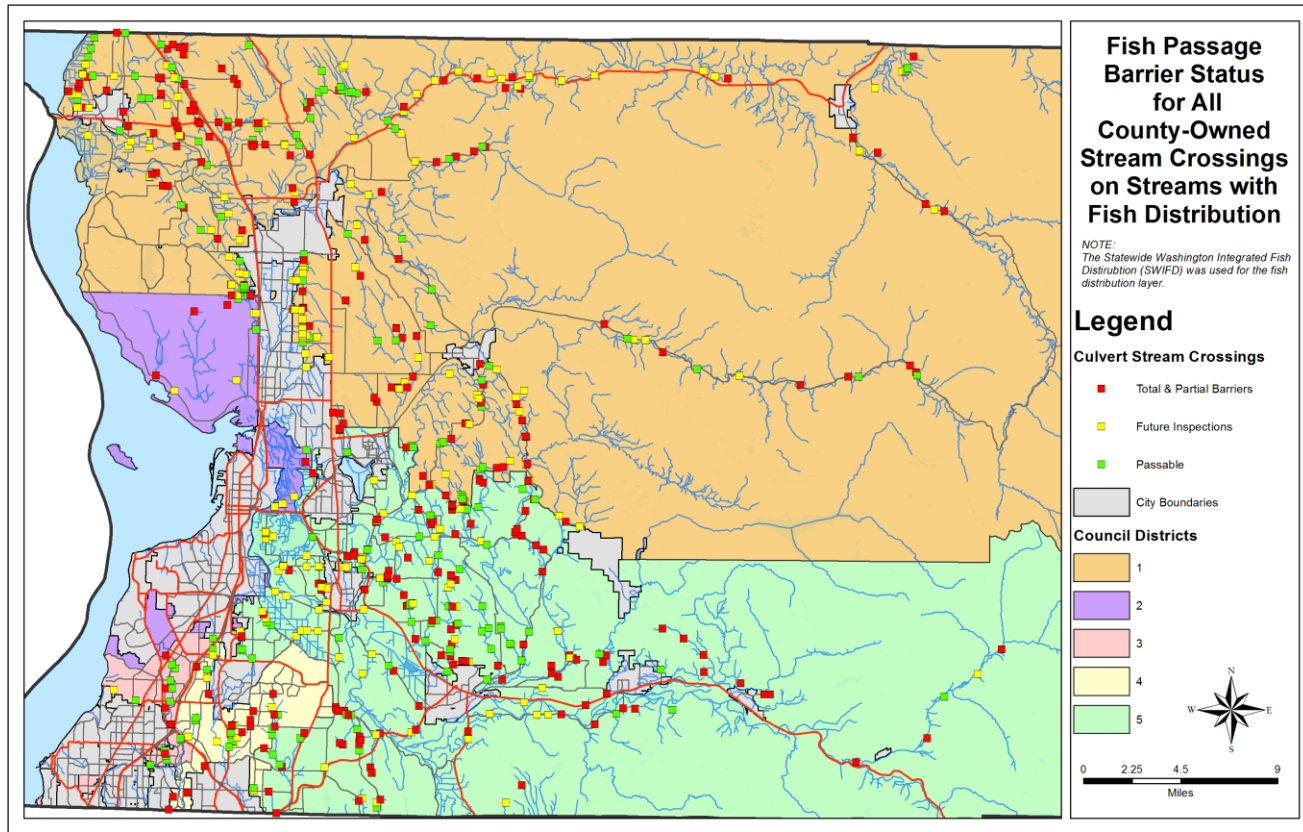 Fish Passage
Barrier Status
for All
County-Owned
Stream Crossings
on Streams with
Fish Distribution
NOTE:
The Statewide Washington Integrated Fish
Distirubtion (SWIFD) was used for the fish
distribution layer.
Legend
Culvert Stream Crossings
Total & Partial Barriers
Future Inspections
Passable
City Boundaries
Council Districts
1
2
3
4
5
N
W
E
S
0 2.25 4.5 9
Miles